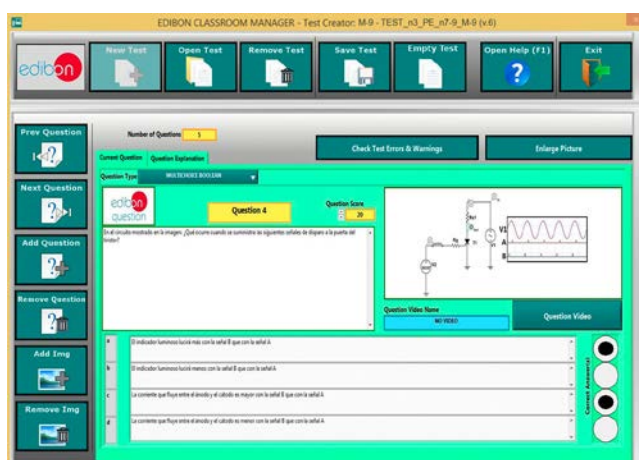 EDIBON CLASSROOM MANAGER - Test Creator: M-9 - TEST_n3_PE_n7-9_M-9 (v.6)
edibon
New Test
Open Test
Remove Test
Save Test
Empty Test
Open Help (F1)
Exit
Prev Question
Next Question
Add Question
Remove Question
Add Img
Remove Img
Number of Questions
5
Check Test Errors & Warnings
Enlarge Picture
Current Question
Question Explanation
Question Type
MULTICHOICE BOOLEAN
edibon
question
Question 4
Question Score
20
En el circuito mostrado en la imagen. ¿Qué ocurre cuando se suministra las siguientes señales de disparo a la puerta del
tiristor?
V1
A
B
Question Video Name
NO VIDEO
Question Video
a
El indicador luminoso lucirá más con la señal B que con la señal A
b
El indicador luminoso lucirá menos con la señal B que con la señal A
c
La corriente que fluye entre el ánodo y el cátodo es mayor con la señal B que con la señal A
d
La corriente que fluye entre el ánodo y el cátodo es menor con la señal B que con la señal A
Correct Answer(s)